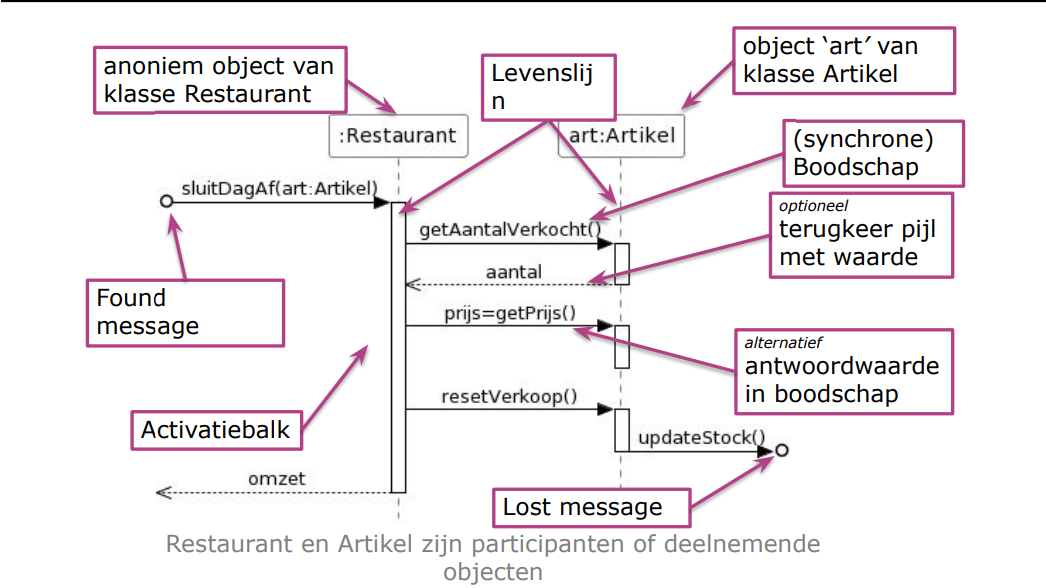 anoniem object van
klasse Restaurant
Levenslij
n
object ‘art’ van
klasse Artikel
:Restaurant
art:Artikel
(synchrone)
Boodschap
sluitDagAf(art:Artikel)
optioneel
terugkeer pijl
met waarde
getAantalVerkocht()
aantal
Found
message
prijs=getPrijs()
alternatief
antwoordwaarde
in boodschap
resetVerkoop()
Activatiebalk
updateStock()
omzet
Lost message
Restaurant en Artikel zijn participanten of deelnemende
objecten